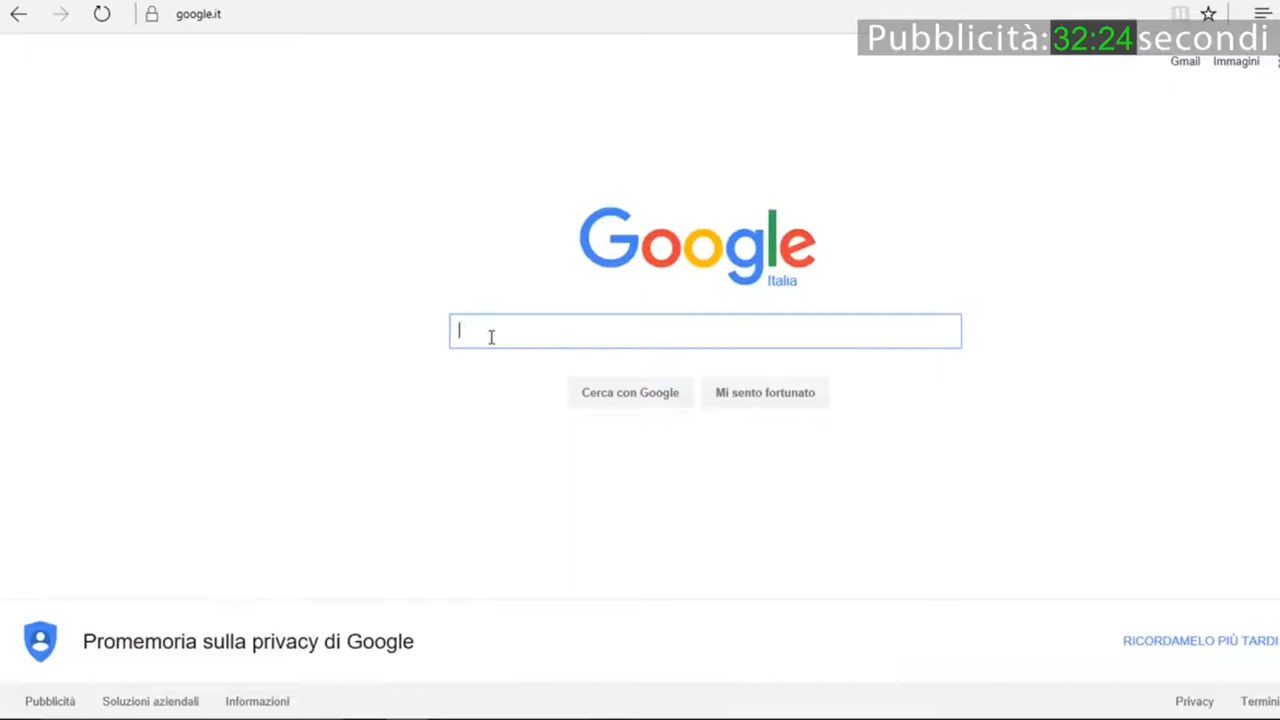 google.it
Pubblicità:32:24secondi
Gmail Immagini
Google
Italia
Cerca con Google Mi sento fortunato
Promemoria sulla privacy di Google
RICORDAMELO PIÙ TARDI
Pubblicità Soluzioni aziendali Informazioni
Privacy Termini